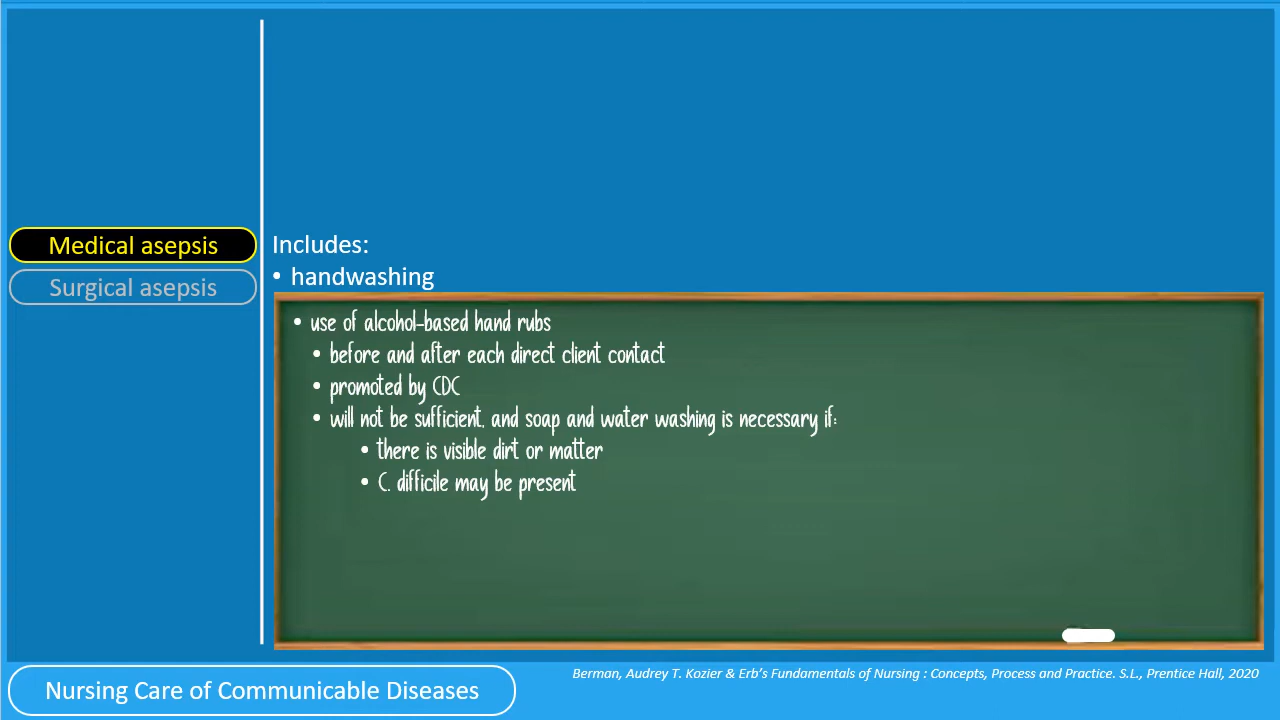 Medical asepsis
Surgical asepsis
Includes:
• handwashing
• use of alcohol-based hand rubs
• before and after each direct client contact
• promoted by CDC
• will not be sufficient, and soap and water washing is necessary if:
• there is visible dirt or matter
• C. difficile may be present
Berman, Audrey T. Kozier & Erb's Fundamentals of Nursing : Concepts, Process and Practice. S.L., Prentice Hall, 2020
Nursing Care of Communicable Diseases